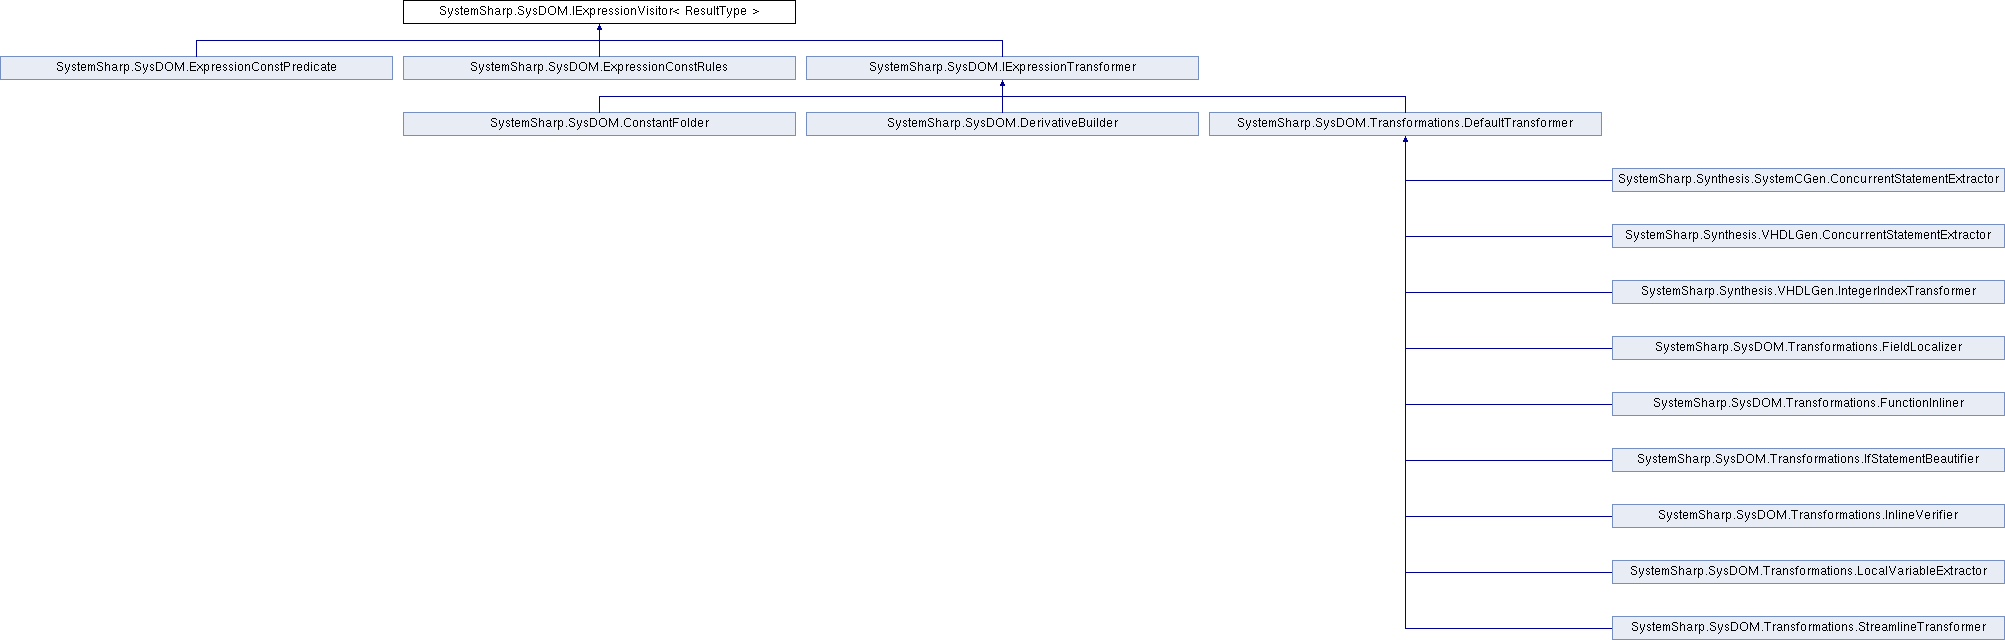 SystemSharp.SysDOM.IExpressionVisitor< ResultType >
SystemSharp.SysDOM.ExpressionConstPredicate
SystemSharp.SysDOM.ExpressionConstRules
SystemSharp.SysDOM.IExpressionTransformer
SystemSharp.SysDOM.ConstantFolder
SystemSharp.SysDOM.DerivativeBuilder
SystemSharp.SysDOM.Transformations.DefaultTransformer
SystemSharp.Synthesis.SystemCGen.ConcurrentStatementExtractor
SystemSharp.Synthesis.VHDLGen.ConcurrentStatementExtractor
SystemSharp.Synthesis.VHDLGen.IntegerIndexTransformer
SystemSharp.SysDOM.Transformations.FieldLocalizer
SystemSharp.SysDOM.Transformations.FunctionInliner
SystemSharp.SysDOM.Transformations.IfStatementBeautifier
SystemSharp.SysDOM.Transformations.InlineVerifier
SystemSharp.SysDOM.Transformations.LocalVariableExtractor
SystemSharp.SysDOM.Transformations.StreamlineTransformer